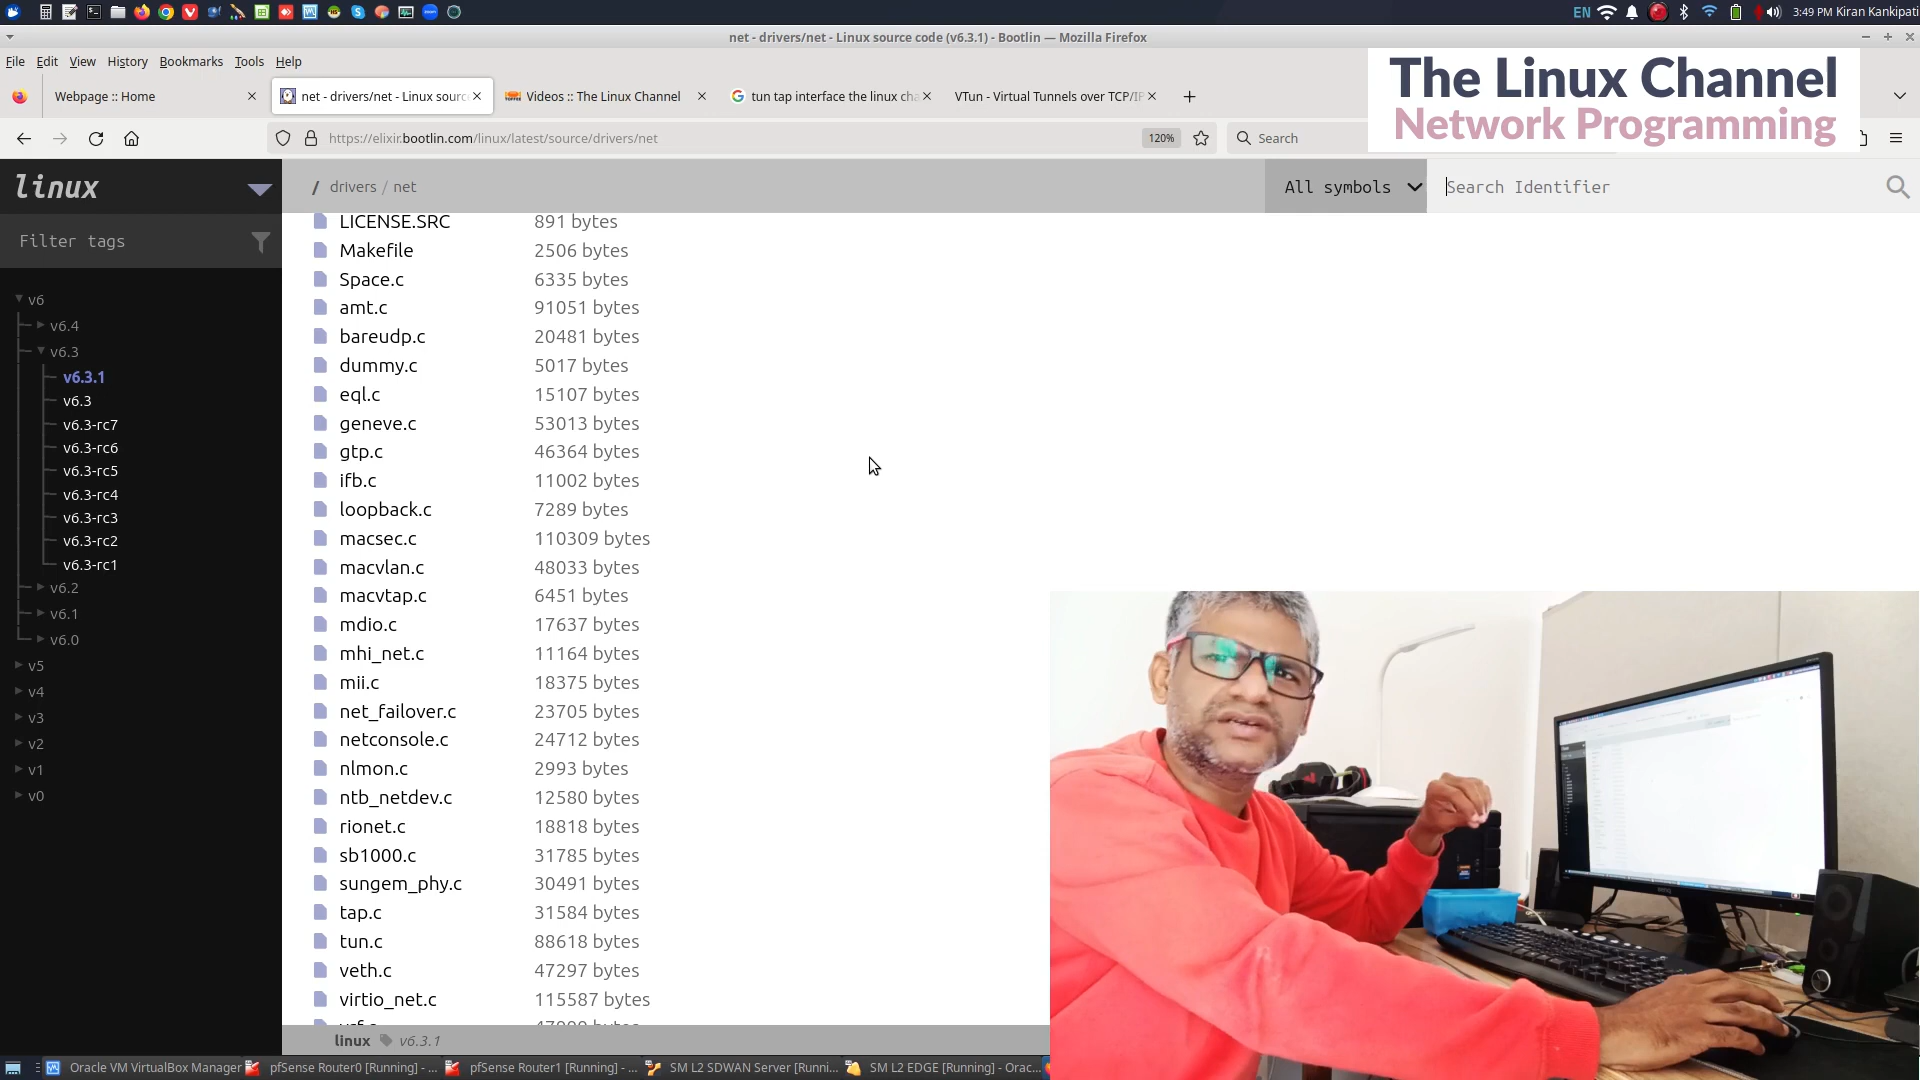 EN
3:49 PM Kiran Kankipati
net - drivers/net - Linux source code (v6.3.1) - Bootlin — Mozilla Firefox
File Edit View History Bookmarks Tools Help
The Linux Channel
Network Programming
Webpage :: Home
net - drivers/net - Linux sourc
Videos :: The Linux Channel
tun tap interface the linux cha
VTun - Virtual Tunnels over TCP/IP
https://elixir.bootlin.com/linux/latest/source/drivers/net
120%
Search
linux
/ drivers / net
All symbols
Search Identifier
Filter tags
v6
v6.4
v6.3
v6.3.1
v6.3
v6.3-rc7
v6.3-rc6
v6.3-rc5
v6.3-rc4
v6.3-rc3
v6.3-rc2
v6.3-rc1
v6.2
v6.1
v6.0
v5
v4
v3
v2
v1
v0
LICENSE.SRC 891 bytes
Makefile 2506 bytes
Space.c 6335 bytes
amt.c 91051 bytes
bareudp.c 20481 bytes
dummy.c 5017 bytes
eql.c 15107 bytes
geneve.c 53013 bytes
gtp.c 46364 bytes
ifb.c 11002 bytes
loopback.c 7289 bytes
macsec.c 110309 bytes
macvlan.c 48033 bytes
macvtap.c 6451 bytes
mdio.c 17637 bytes
mhi_net.c 11164 bytes
mii.c 18375 bytes
net_failover.c 23705 bytes
netconsole.c 24712 bytes
nlmon.c 2993 bytes
ntb_netdev.c 12580 bytes
rionet.c 18818 bytes
sb1000.c 31785 bytes
sungem_phy.c 30491 bytes
tap.c 31584 bytes
tun.c 88618 bytes
veth.c 47297 bytes
virtio_net.c 115587 bytes
linux v6.3.1
Oracle VM VirtualBox Manager
pfSense Router0 [Running] - ...
pfSense Router1 [Running] - ...
SM L2 SDWAN Server [Runni...
SM L2 EDGE [Running] - Orac...